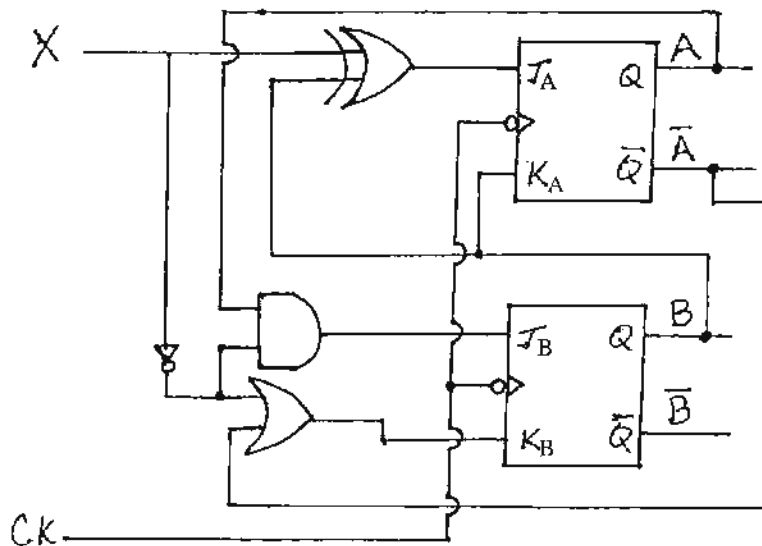 X
J_A Q A
K_A Q̅ A̅
J_B Q B
K_B Q̅ B̅
CK